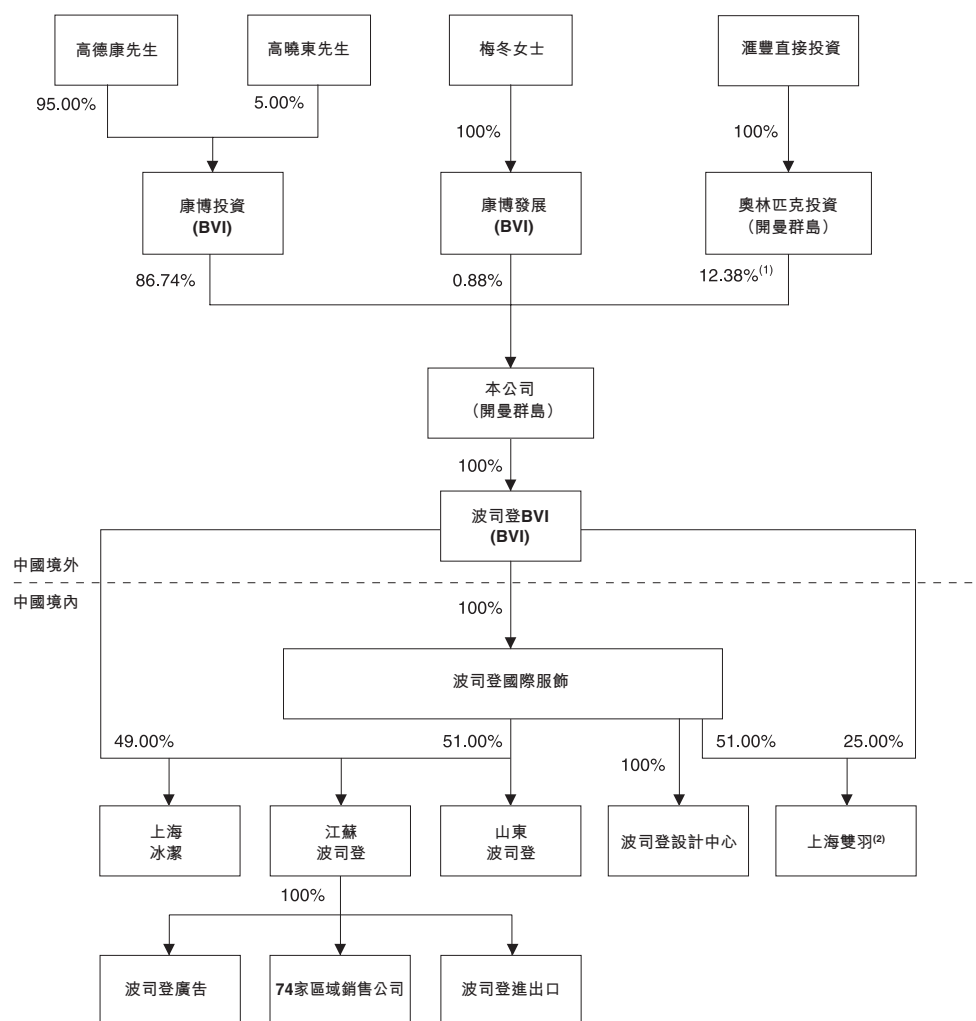 高德康先生
高曉東先生
梅冬女士
滙豐直接投資
95.00%
5.00%
100%
100%
康博投資
(BVI)
康博發展
(BVI)
奧林匹克投資
（開曼群島）
86.74%
0.88%
12.38%(1)
本公司
（開曼群島）
100%
波司登BVI
(BVI)
中國境外
中國境內
100%
波司登國際服飾
49.00%
51.00%
100%
51.00%
25.00%
上海
冰潔
江蘇
波司登
山東
波司登
波司登設計中心
上海雙羽(2)
100%
波司登廣告
74家區域銷售公司
波司登進出口